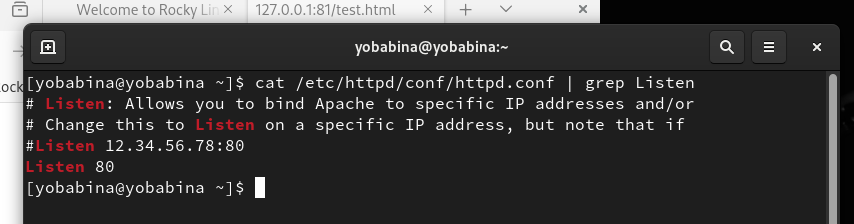 Welcome to Rocky Lin
127.0.0.1:81/test.html
yobabina@yobabina:~
[yobabina@yobabina ~]$ cat /etc/httpd/conf/httpd.conf | grep Listen
# Listen: Allows you to bind Apache to specific IP addresses and/or
# Change this to Listen on a specific IP address, but note that if
#Listen 12.34.56.78:80
Listen 80
[yobabina@yobabina ~]$